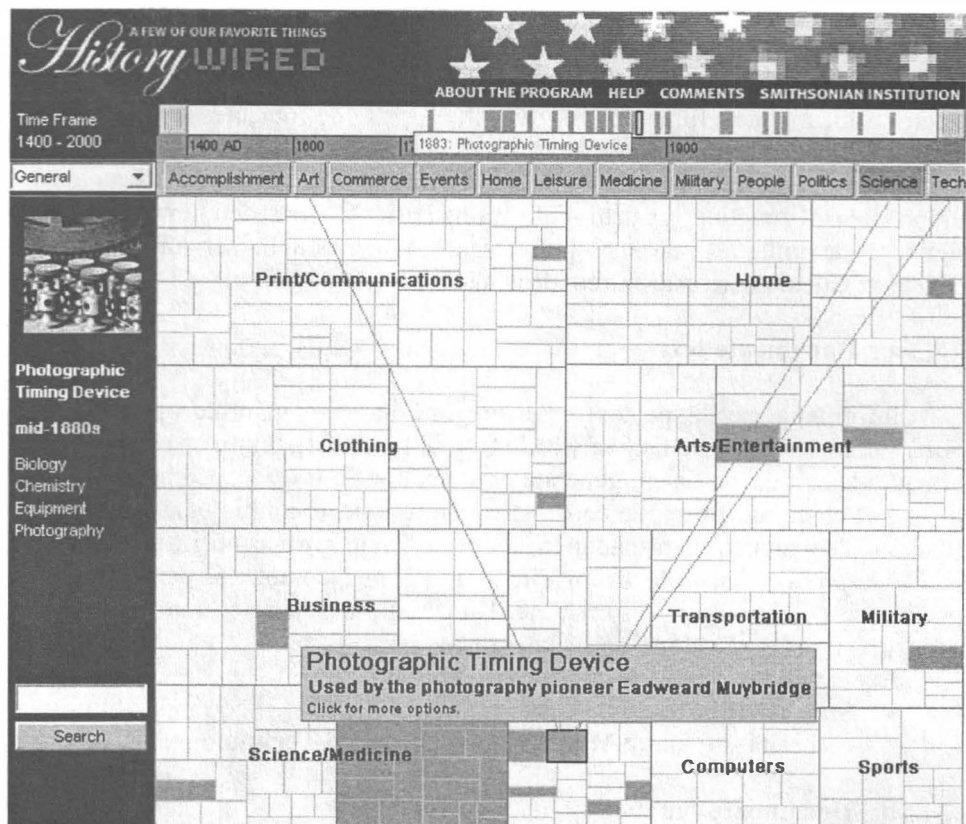 A FEW OF OUR FAVORITE THINGS
History WIRED
ABOUT THE PROGRAM HELP COMMENTS SMITHSONIAN INSTITUTION
Time Frame
1400 - 2000
1400 AD 1600 1883: Photographic Timing Device 1900
General Accomplishment Art Commerce Events Home Leisure Medicine Military People Politics Science Tech
Print/Communications Home
Photographic
Timing Device
mid-1880s
Biology
Chemistry
Equipment
Photography
Clothing Arts/Entertainment
Business Transportation Military
Photographic Timing Device
Used by the photography pioneer Eadweard Muybridge
Click for more options.
Search
Science/Medicine Computers Sports